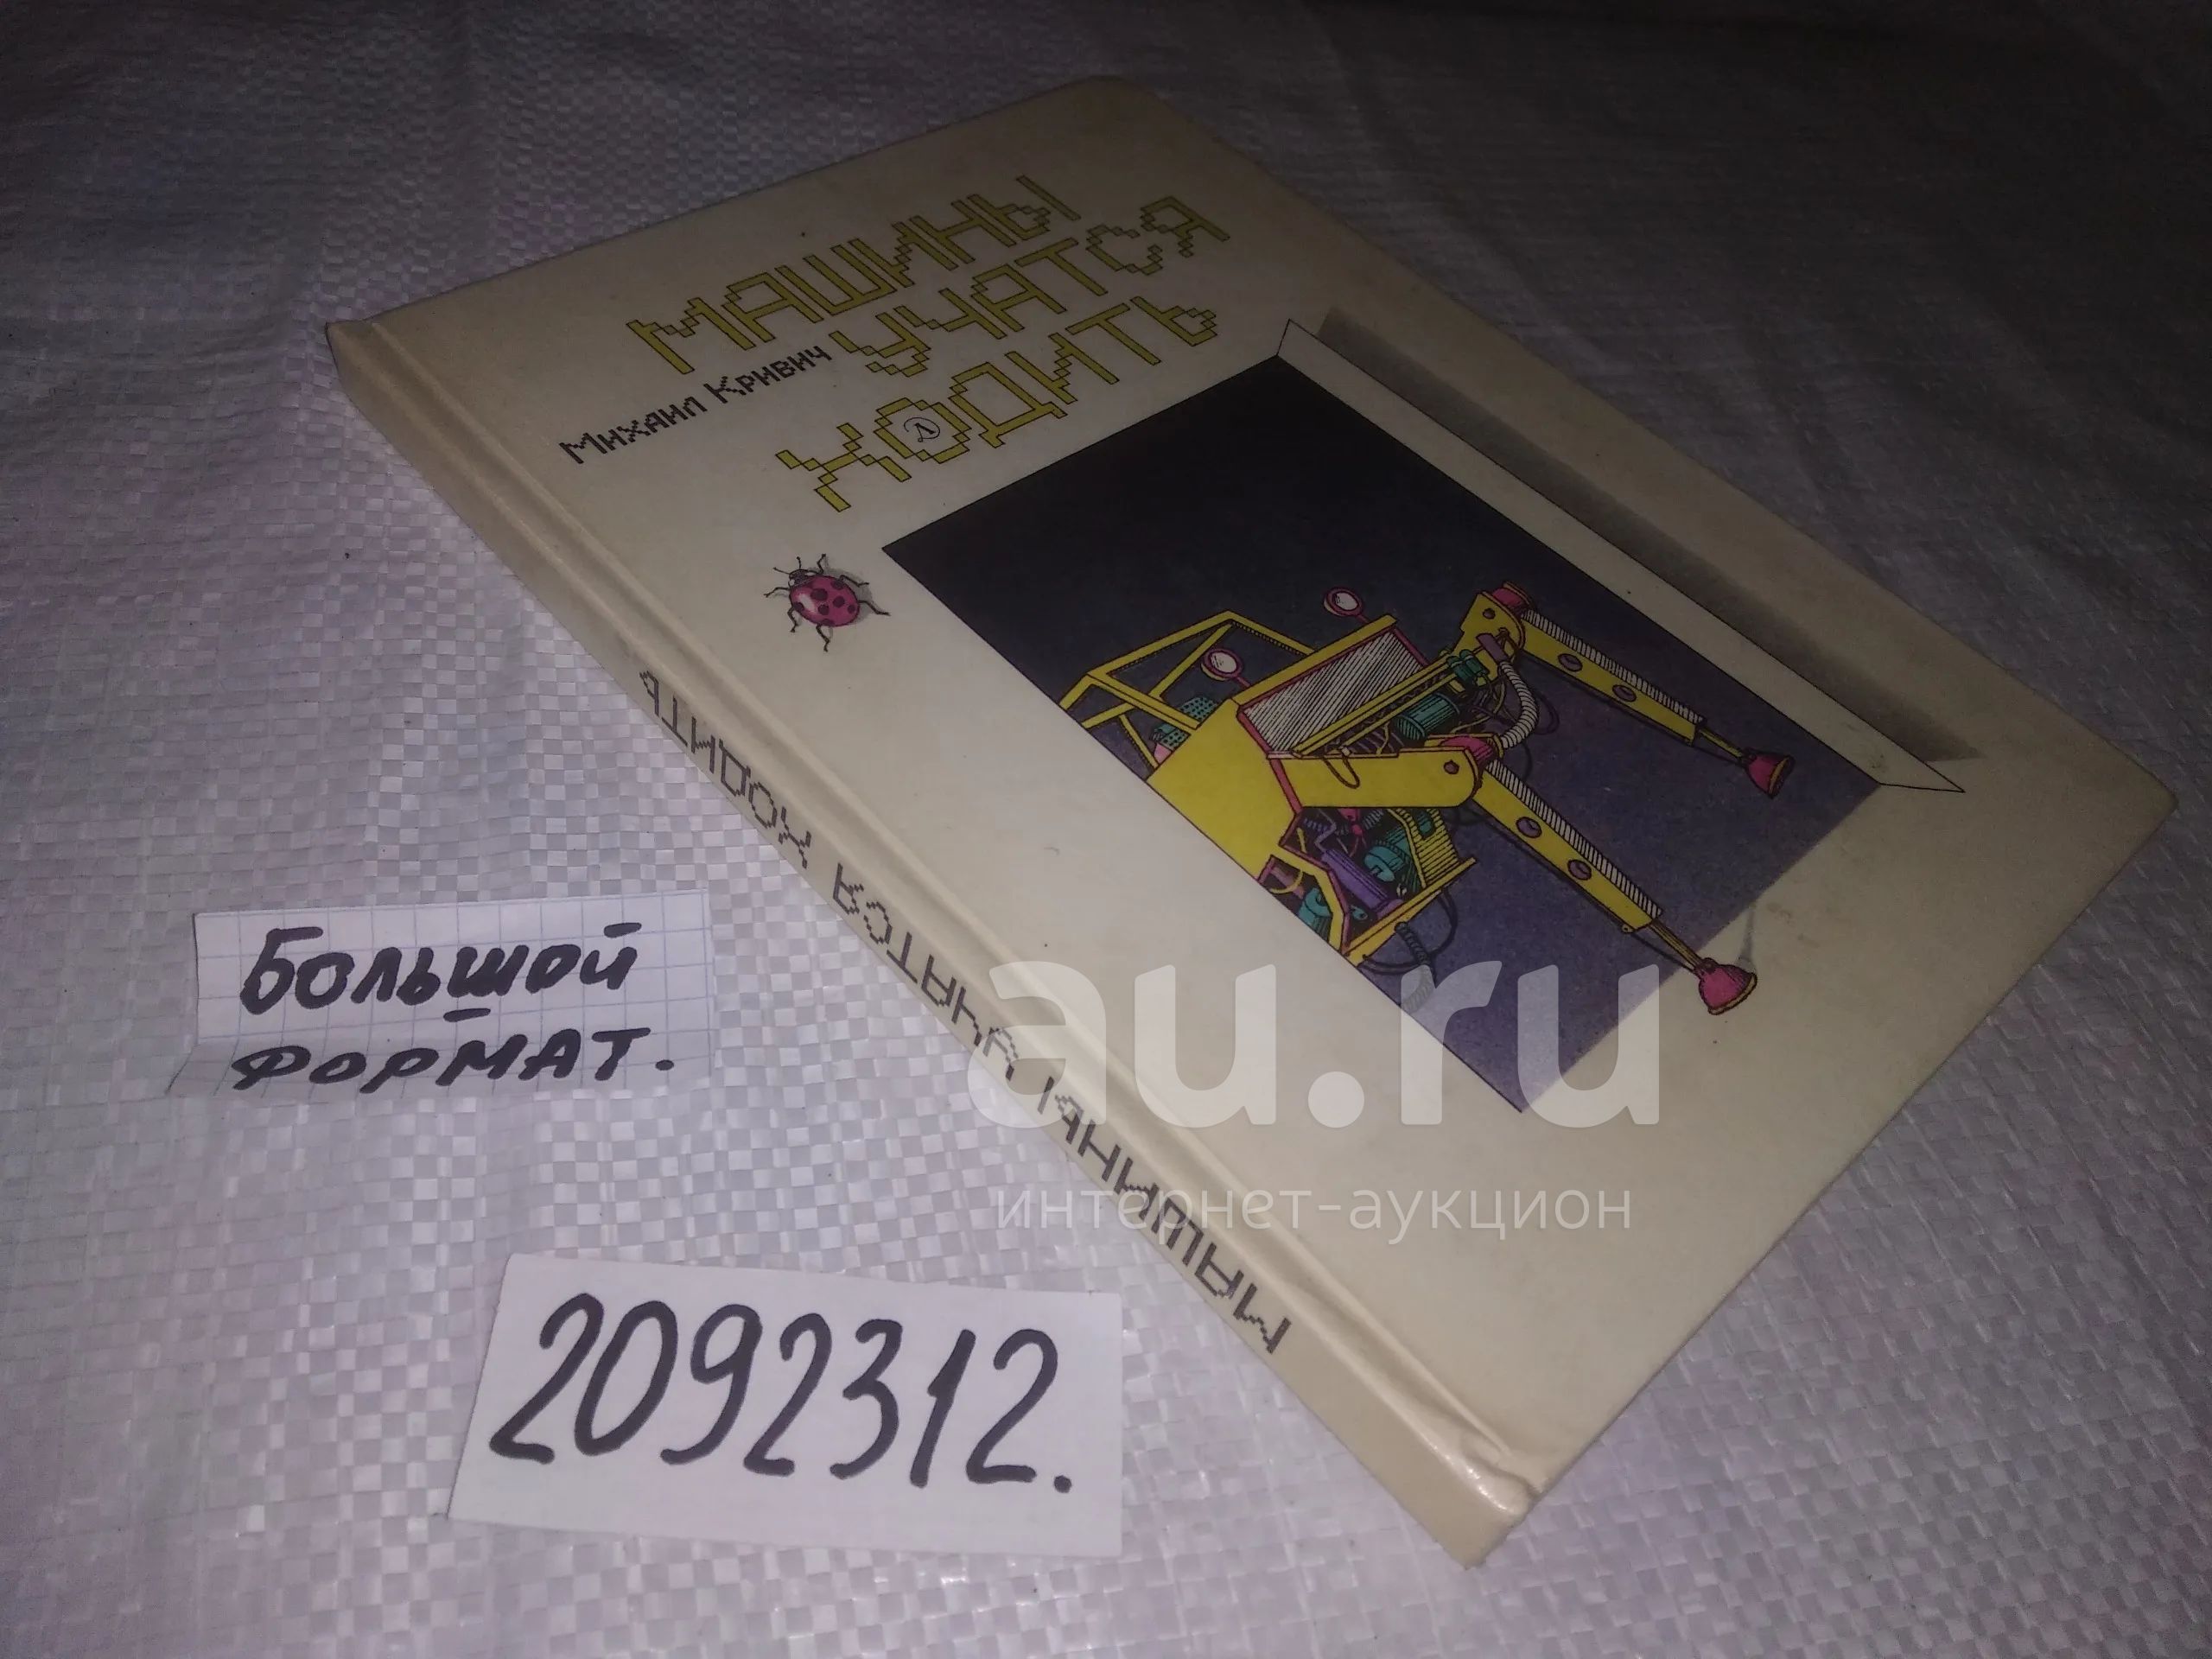 МАШИНЫ
УЧАТСЯ
ХОДИТЬ
Михаил Кривич
МАШИНЫ УЧАТСЯ ХОДИТЬ
Большой
формат.
2092312.
au.ru
интернет-аукцион